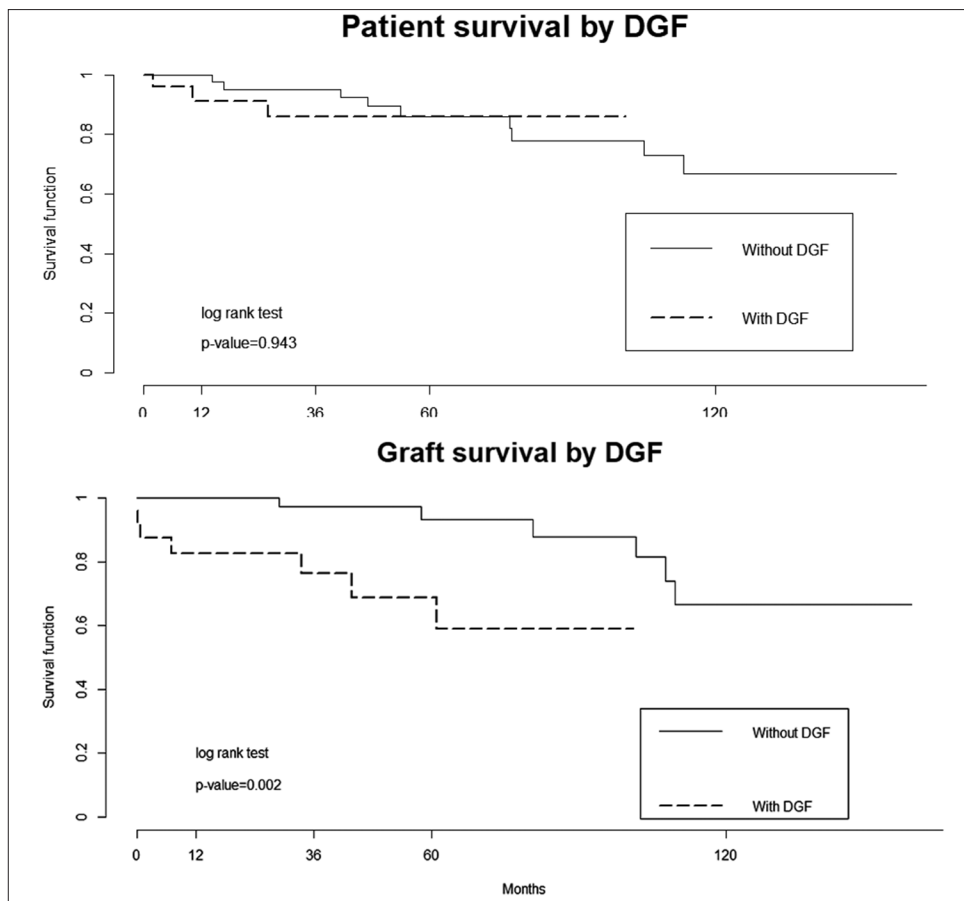 Patient survival by DGF
Survival function
1
0.8
0.6
0.4
0.2
0
Without DGF
With DGF
log rank test
p-value=0.943
0 12 36 60 120
Graft survival by DGF
Survival function
1
0.8
0.6
0.4
0.2
0
Without DGF
With DGF
log rank test
p-value=0.002
0 12 36 60 120
Months